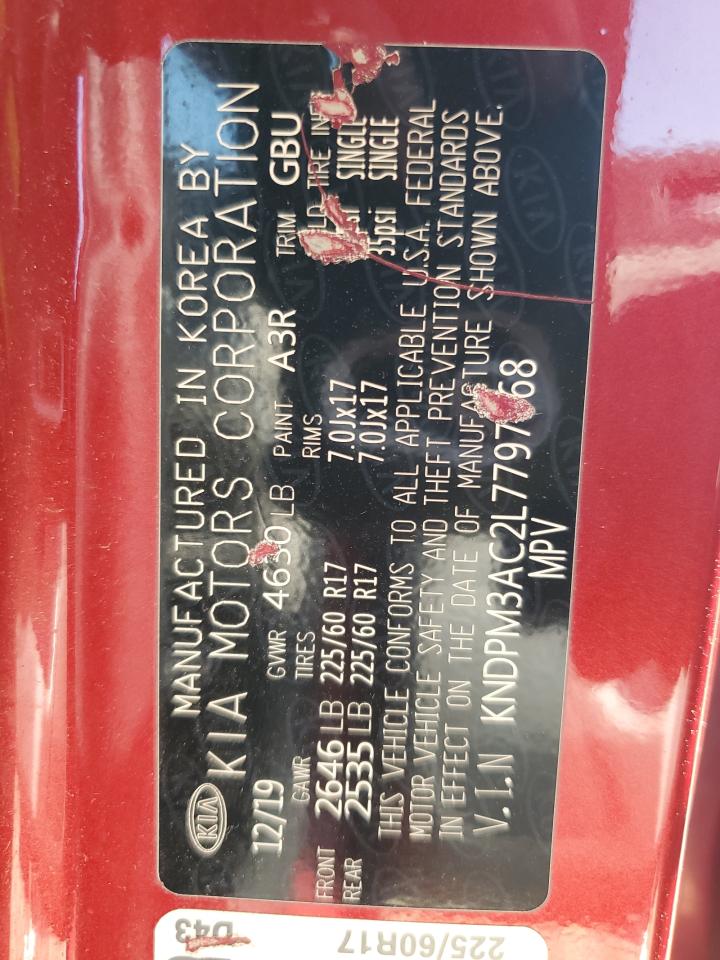 KIA
MANUFACTURED IN KOREA BY
KIA MOTORS CORPORATION
12/19 GVWR 4630 LB PAINT A3R TRIM GBU
GAWR TIRES RIMS TIRE
FRONT 2646 LB 225/60 R17 7.0Jx17 SINGLE
REAR 2535 LB 225/60 R17 7.0Jx17 35psi SINGLE
THIS VEHICLE CONFORMS TO ALL APPLICABLE U.S.A. FEDERAL
MOTOR VEHICLE SAFETY AND THEFT PREVENTION STANDARDS
IN EFFECT ON THE DATE OF MANUFACTURE SHOWN ABOVE.
V.I.N
MPV
D43
225/60R17